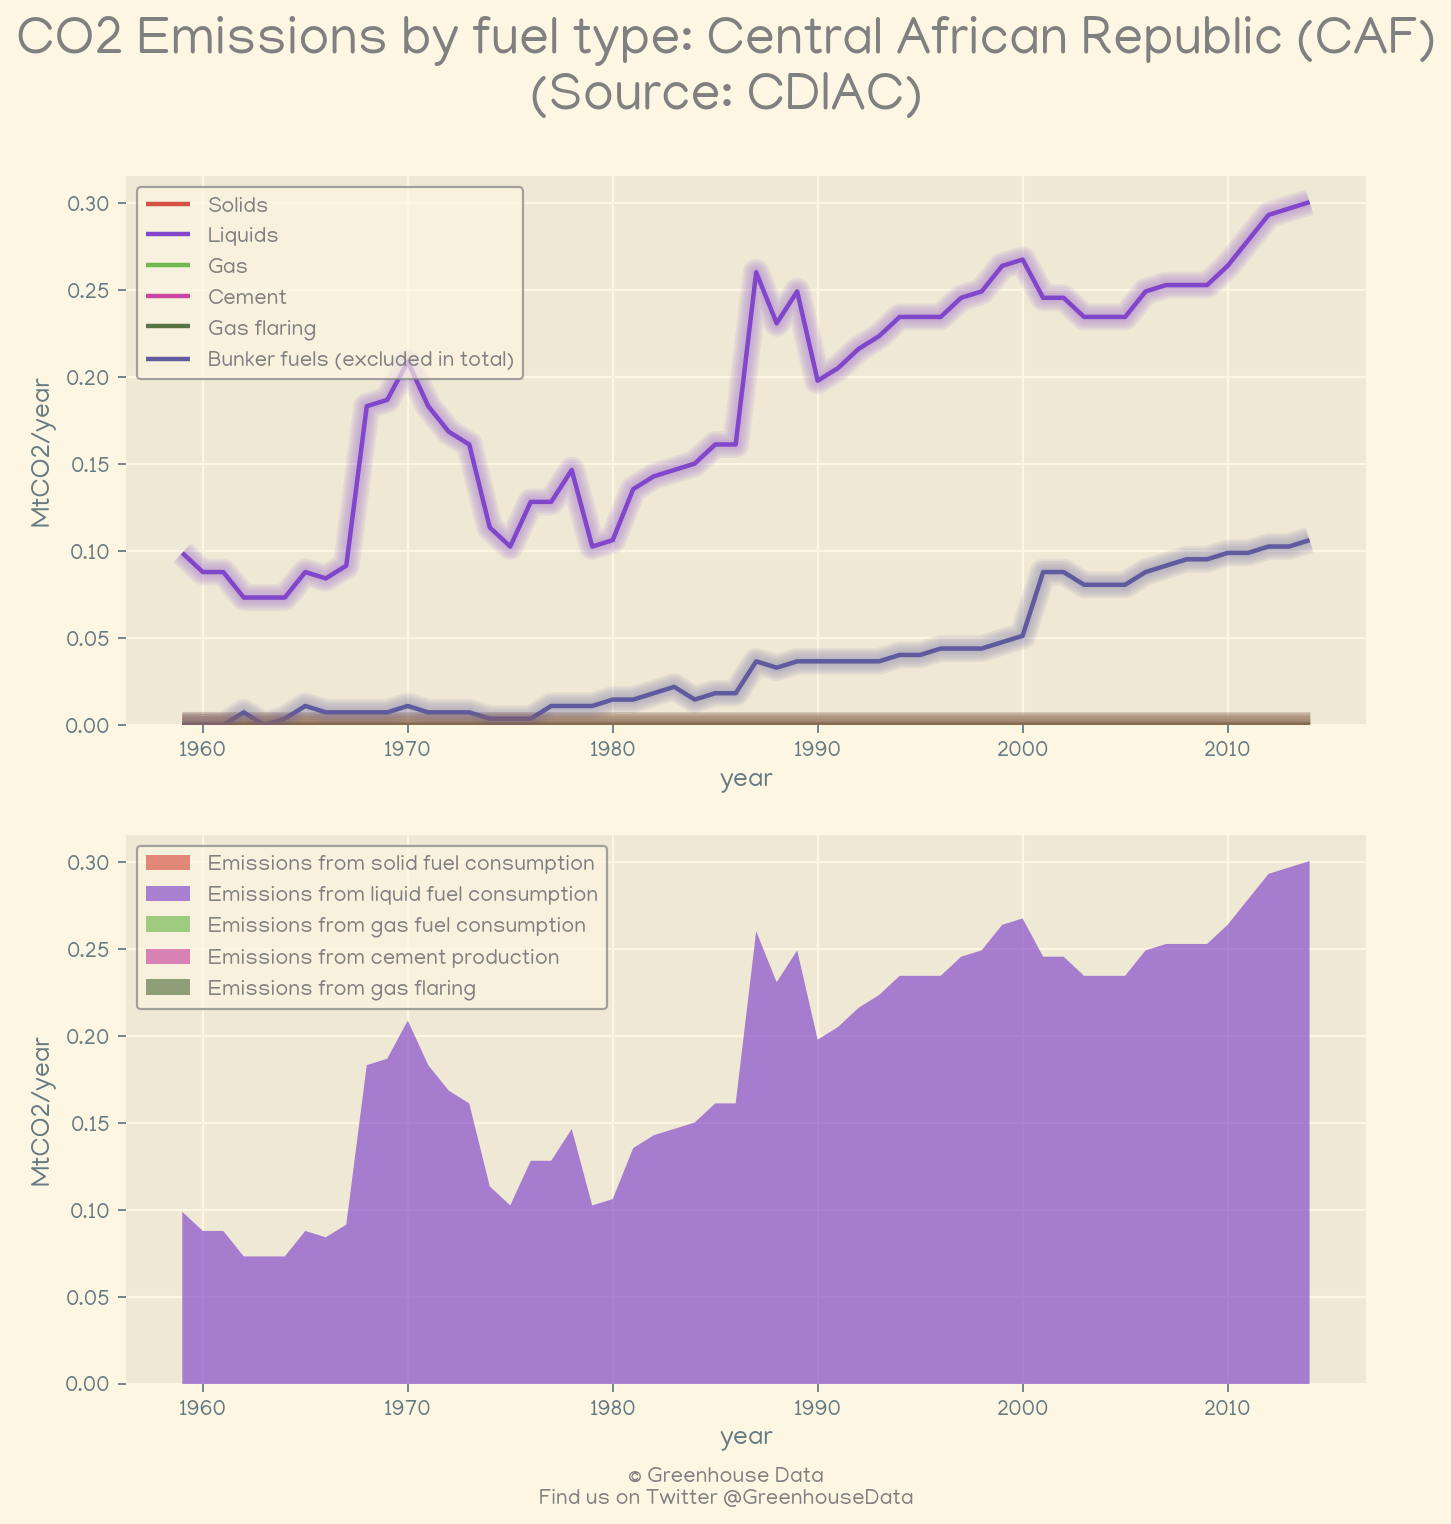 CO2 Emissions by fuel type: Central African Republic (CAF)
(Source: CDIAC)
0.30
0.25
0.20
0.15
0.10
0.05
0.00
MtCO2/year
Solids
Liquids
Gas
Cement
Gas flaring
Bunker fuels (excluded in total)
1960
1970
1980
1990
2000
2010
year
0.30
0.25
0.20
0.15
0.10
0.05
0.00
MtCO2/year
Emissions from solid fuel consumption
Emissions from liquid fuel consumption
Emissions from gas fuel consumption
Emissions from cement production
Emissions from gas flaring
1960
1970
1980
1990
2000
2010
year
© Greenhouse Data
Find us on Twitter @GreenhouseData